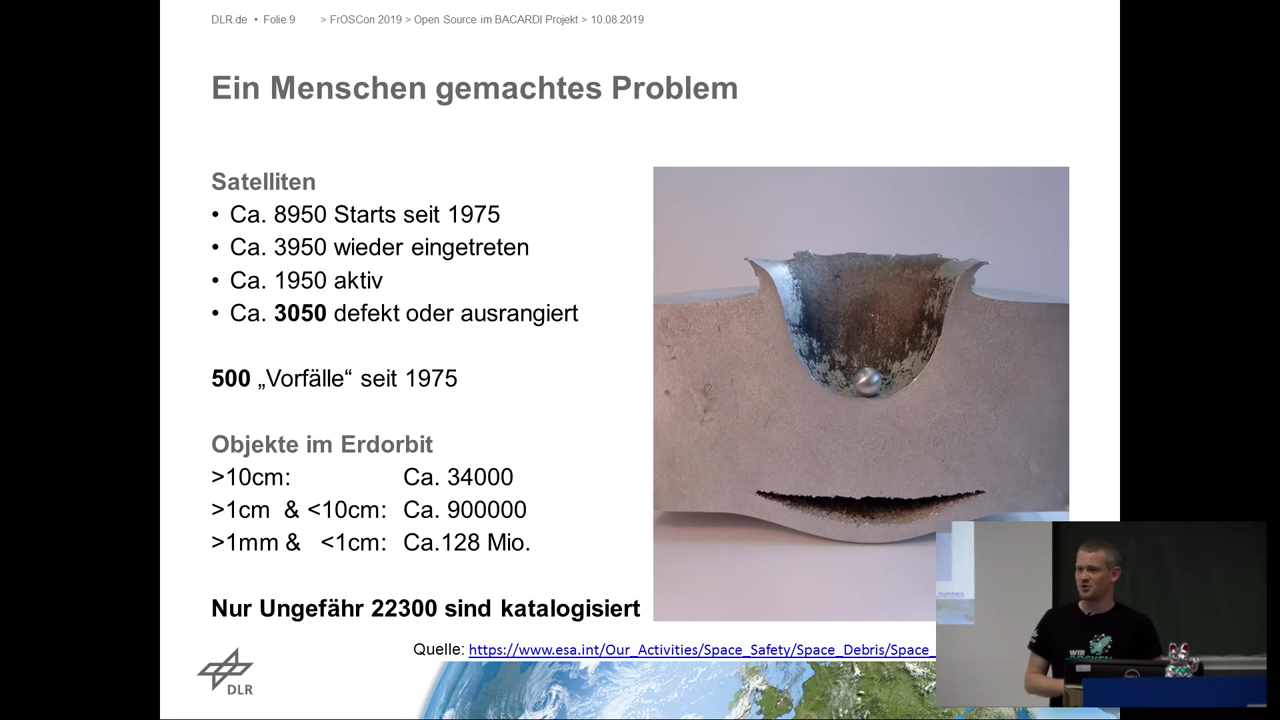 DLR.de • Folie 9 > FrOSCon 2019 > Open Source im BACARDI Projekt > 10.08.2019
Ein Menschen gemachtes Problem
Satelliten
• Ca. 8950 Starts seit 1975
• Ca. 3950 wieder eingetreten
• Ca. 1950 aktiv
• Ca. 3050 defekt oder ausrangiert
500 „Vorfälle“ seit 1975
Objekte im Erdorbit
>10cm: Ca. 34000
>1cm & <10cm: Ca. 900000
>1mm & <1cm: Ca.128 Mio.
Nur Ungefähr 22300 sind katalogisiert
Quelle: https://www.esa.int/Our_Activities/Space_Safety/Space_Debris/Space_
DLR
numbers
WIR